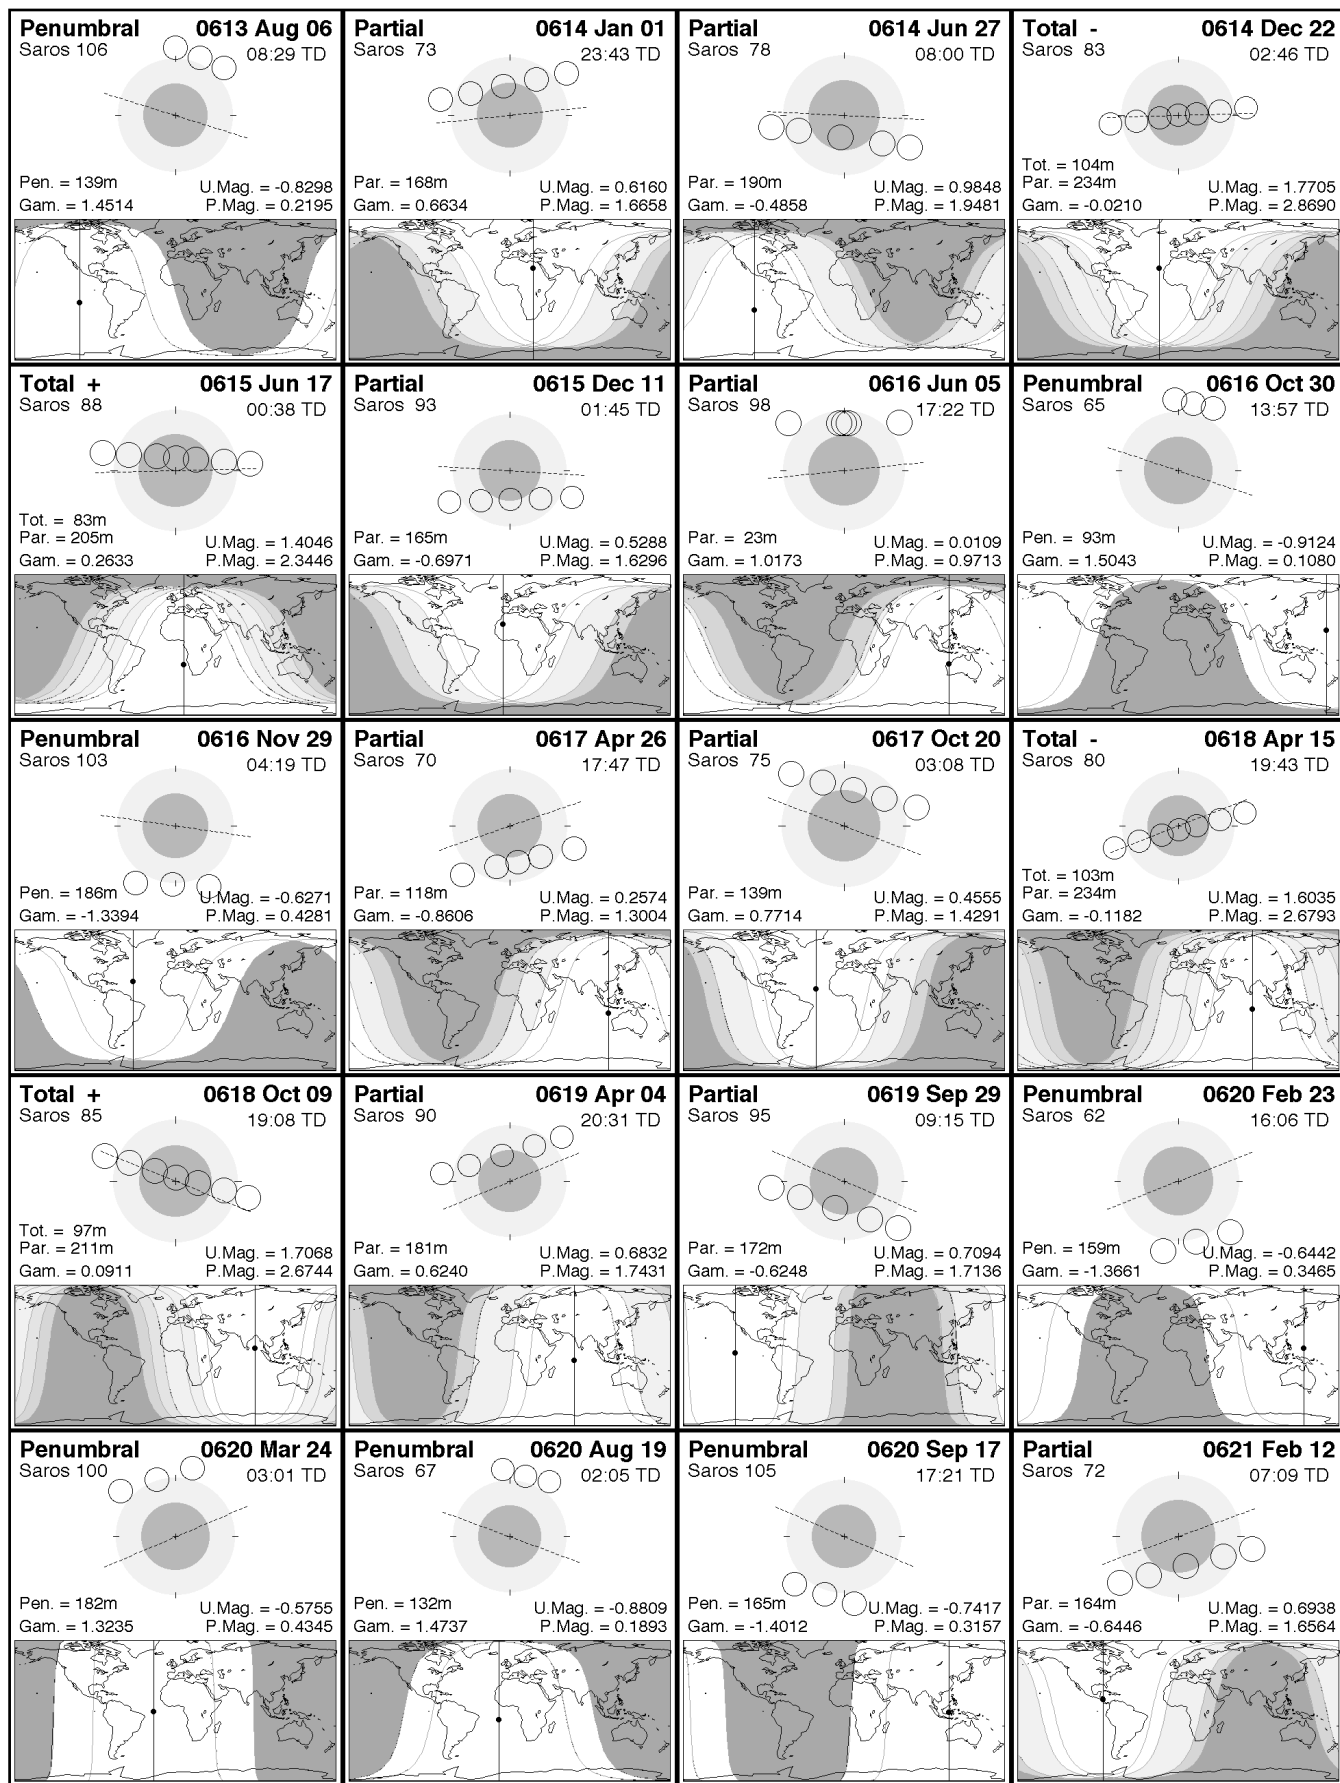 Penumbral 0613 Aug 06
Saros 106 08:29 TD
Pen. = 139m U.Mag. = -0.8298
Gam. = 1.4514 P.Mag. = 0.2195
Partial 0614 Jan 01
Saros 73 23:43 TD
Par. = 168m U.Mag. = 0.6160
Gam. = 0.6634 P.Mag. = 1.6658
Partial 0614 Jun 27
Saros 78 08:00 TD
Par. = 190m U.Mag. = 0.9848
Gam. = -0.4858 P.Mag. = 1.9481
Total - 0614 Dec 22
Saros 83 02:46 TD
Tot. = 104m
Par. = 234m U.Mag. = 1.7705
Gam. = -0.0210 P.Mag. = 2.8690
Total + 0615 Jun 17
Saros 88 00:38 TD
Tot. = 83m
Par. = 205m U.Mag. = 1.4046
Gam. = 0.2633 P.Mag. = 2.3446
Partial 0615 Dec 11
Saros 93 01:45 TD
Par. = 165m U.Mag. = 0.5288
Gam. = -0.6971 P.Mag. = 1.6296
Partial 0616 Jun 05
Saros 98 17:22 TD
Par. = 23m U.Mag. = 0.0109
Gam. = 1.0173 P.Mag. = 0.9713
Penumbral 0616 Oct 30
Saros 65 13:57 TD
Pen. = 93m U.Mag. = -0.9124
Gam. = 1.5043 P.Mag. = 0.1080
Penumbral 0616 Nov 29
Saros 103 04:19 TD
Pen. = 186m U.Mag. = -0.6271
Gam. = -1.3394 P.Mag. = 0.4281
Partial 0617 Apr 26
Saros 70 17:47 TD
Par. = 118m U.Mag. = 0.2574
Gam. = -0.8606 P.Mag. = 1.3004
Partial 0617 Oct 20
Saros 75 03:08 TD
Par. = 139m U.Mag. = 0.4555
Gam. = 0.7714 P.Mag. = 1.4291
Total - 0618 Apr 15
Saros 80 19:43 TD
Tot. = 103m
Par. = 234m U.Mag. = 1.6035
Gam. = -0.1182 P.Mag. = 2.6793
Total + 0618 Oct 09
Saros 85 19:08 TD
Tot. = 97m
Par. = 211m U.Mag. = 1.7068
Gam. = 0.0911 P.Mag. = 2.6744
Partial 0619 Apr 04
Saros 90 20:31 TD
Par. = 181m U.Mag. = 0.6832
Gam. = 0.6240 P.Mag. = 1.7431
Partial 0619 Sep 29
Saros 95 09:15 TD
Par. = 172m U.Mag. = 0.7094
Gam. = -0.6248 P.Mag. = 1.7136
Penumbral 0620 Feb 23
Saros 62 16:06 TD
Pen. = 159m U.Mag. = -0.6442
Gam. = -1.3661 P.Mag. = 0.3465
Penumbral 0620 Mar 24
Saros 100 03:01 TD
Pen. = 182m U.Mag. = -0.5755
Gam. = 1.3235 P.Mag. = 0.4345
Penumbral 0620 Aug 19
Saros 67 02:05 TD
Pen. = 132m U.Mag. = -0.8809
Gam. = 1.4737 P.Mag. = 0.1893
Penumbral 0620 Sep 17
Saros 105 17:21 TD
Pen. = 165m U.Mag. = -0.7417
Gam. = -1.4012 P.Mag. = 0.3157
Partial 0621 Feb 12
Saros 72 07:09 TD
Par. = 164m U.Mag. = 0.6938
Gam. = -0.6446 P.Mag. = 1.6564